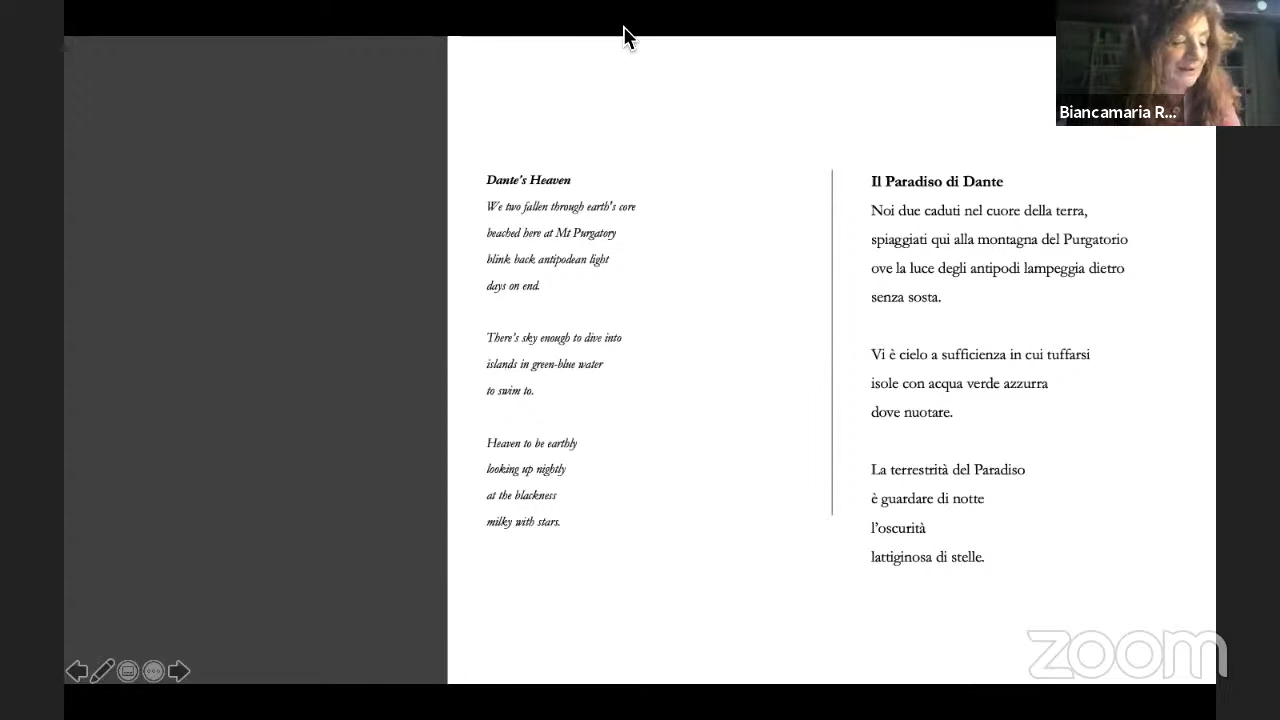 Biancamaria R...
Dante's Heaven
We two fallen through earth's core
beached here at Mt Purgatory
blink back antipodean light
days on end.
There's sky enough to dive into
islands in green-blue water
to swim to.
Heaven to be earthly
looking up nightly
at the blackness
milky with stars.
Il Paradiso di Dante
Noi due caduti nel cuore della terra,
spiaggiati qui alla montagna del Purgatorio
ove la luce degli antipodi lampeggia dietro
senza sosta.
Vi è cielo a sufficienza in cui tuffarsi
isole con acqua verde azzurra
dove nuotare.
La terrestrità del Paradiso
è guardare di notte
l'oscurità
lattiginosa di stelle.
zoom